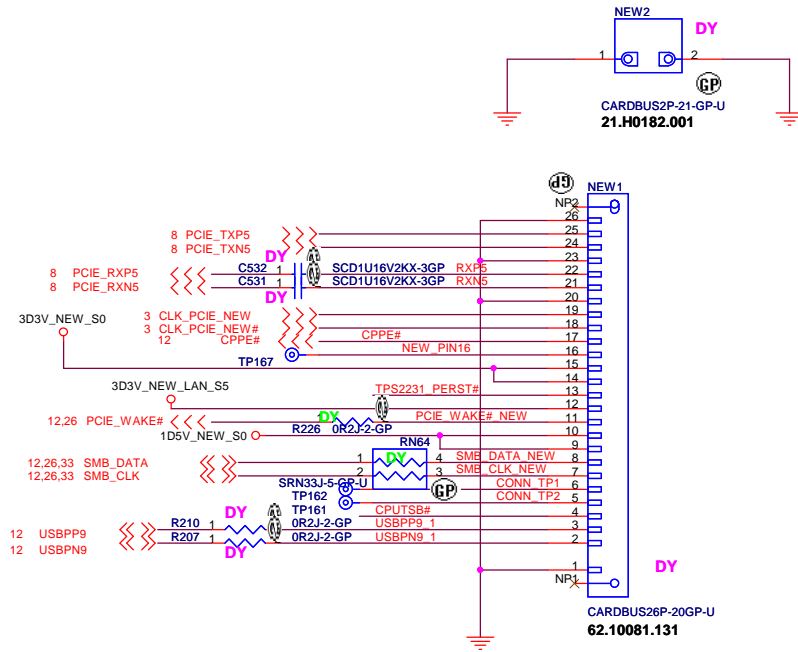 NEW2
DY
1
2
GP
CARDBUS2P-21-GP-U
21.H0182.001
GP
NEW1
NP2
26
8 PCIE_TXP5
25
8 PCIE_TXN5
24
DY
23
8 PCIE_RXP5
C532 1
SCD1U16V2KX-3GP
RXP5
22
8 PCIE_RXN5
C531 1
SCD1U16V2KX-3GP
RXN5
21
DY
20
3 CLK_PCIE_NEW
19
3D3V_NEW_S0
3 CLK_PCIE_NEW#
18
12 CPPE#
CPPE#
17
NEW_PIN16
16
TP167
15
14
3D3V_NEW_LAN_S5
TPS2231_PERST#
13
12
12,26 PCIE_WAKE#
DY
PCIE_WAKE#_NEW
11
1D5V_NEW_S0
R226 0R2J-2-GP
10
RN64
9
12,26,33 SMB_DATA
1
DY
4
SMB_DATA_NEW
8
12,26,33 SMB_CLK
2
3
SMB_CLK_NEW
7
SRN33J-5-GP-U
GP
CONN_TP1
6
TP162
CONN_TP2
5
TP161
CPUTSB#
4
DY
12 USBPP9
R210 1
0R2J-2-GP
USBPP9_1
3
12 USBPN9
R207 1
0R2J-2-GP
USBPN9_1
2
DY
1
DY
NP1
CARDBUS26P-20GP-U
62.10081.131